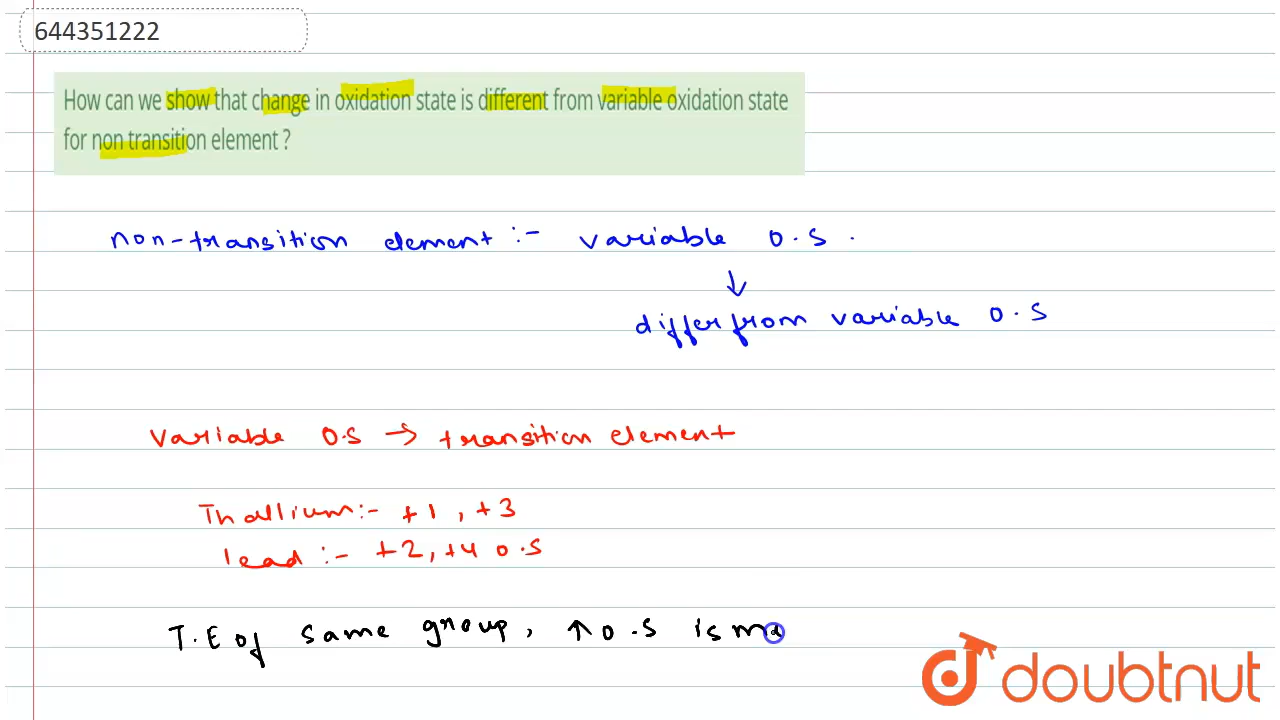 644351222
How can we show that change in oxidation state is different from variable oxidation state
for non transition element ?
non-transition element :- variable O.S.
↓
differ from variable O.S
Variable O.S → transition element
Thallium :- +1, +3
lead :- +2, +4 O.S
T.E of same group, ↑ O.S is ma
doubtnut